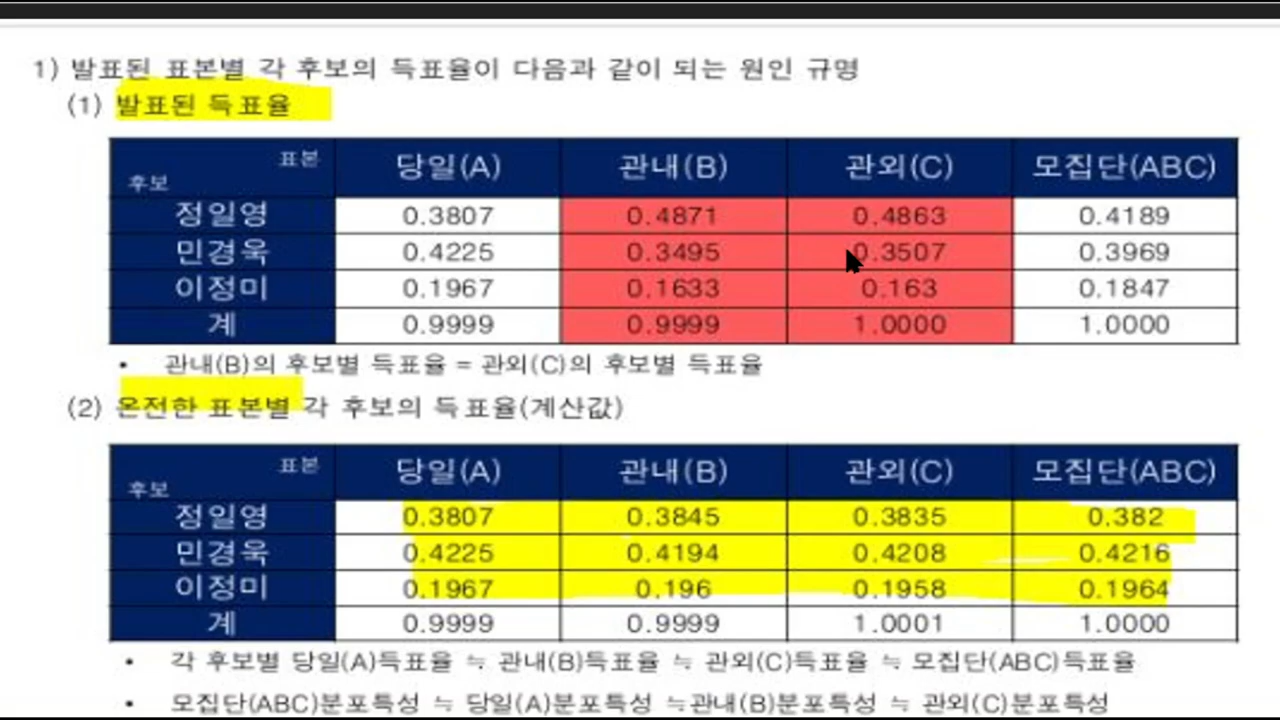 1) 발표된 표본별 각 후보의 득표율이 다음과 같이 되는 원인 규명
(1) 발표된 득표율
표본
후보 당일(A) 관내(B) 관외(C) 모집단(ABC)
정일영 0.3807 0.4871 0.4863 0.4189
민경욱 0.4225 0.3495 0.3507 0.3969
이정미 0.1967 0.1633 0.163 0.1847
계 0.9999 0.9999 1.0000 1.0000
• 관내(B)의 후보별 득표율 = 관외(C)의 후보별 득표율
(2) 온전한 표본별 각 후보의 득표율(계산값)
표본
후보 당일(A) 관내(B) 관외(C) 모집단(ABC)
정일영 0.3807 0.3845 0.3835 0.382
민경욱 0.4225 0.4194 0.4208 0.4216
이정미 0.1967 0.196 0.1958 0.1964
계 0.9999 0.9999 1.0001 1.0000
• 각 후보별 당일(A)득표율 ≒ 관내(B)득표율 ≒ 관외(C)득표율 ≒ 모집단(ABC)득표율
• 모집단(ABC)분포특성 ≒ 당일(A)분포특성 ≒관내(B)분포특성 ≒ 관외(C)분포특성